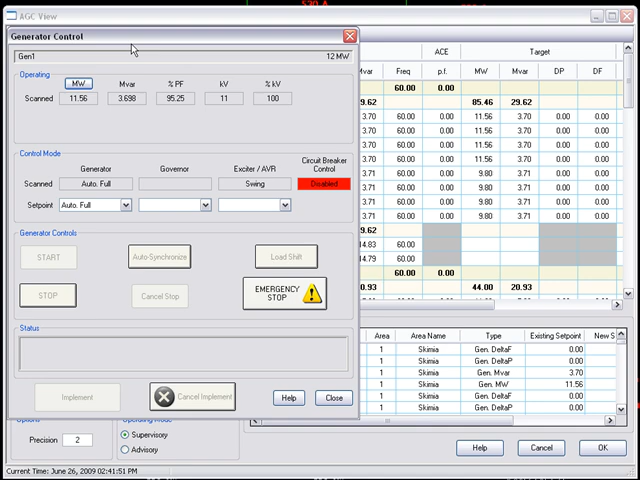 530 A
AGC View
Generator Control
Gen1 12 MW
Operating
MW Mvar % PF kV % kV
Scanned 11.56 3.698 95.25 11 100
Control Mode
Generator Governor Exciter / AVR Circuit Breaker Control
Scanned Auto. Full Swing Disabled
Setpoint Auto. Full
Generator Controls
START Auto-Synchronize Load Shift
STOP Cancel Stop EMERGENCY STOP
Status
Implement Cancel Implement Help Close
ACE Target
Mvar Freq p.f. MW Mvar DP DF
60.00 0.00
9.62 85.46 29.62
3.70 60.00 0.00 11.56 3.70 0.00 0.00
3.70 60.00 0.00 11.56 3.70 0.00 0.00
3.70 60.00 0.00 11.56 3.70 0.00 0.00
3.70 60.00 0.00 11.56 3.70 0.00 0.00
3.71 60.00 0.00 9.80 3.71 0.00 0.00
3.71 60.00 0.00 9.80 3.71 0.00 0.00
3.71 60.00 0.00 9.80 3.71 0.00 0.00
3.71 60.00 0.00 9.80 3.71 0.00 0.00
9.62
14.83 60.00
14.79 60.00
60.00 0.00
0.93 44.00 20.93
Area Area Name Type Existing Setpoint New S
1 Skimia Gen. DeltaF 0.00
1 Skimia Gen. DeltaP 0.00
1 Skimia Gen. Mvar 3.70
1 Skimia Gen. MW 11.56
1 Skimia Gen. DeltaF 0.00
1 Skimia Gen. DeltaP 0.00
Options Operating Mode
Precision 2 Supervisory
Advisory
Help Cancel OK
Current Time: June 26, 2009 02:41:51 PM